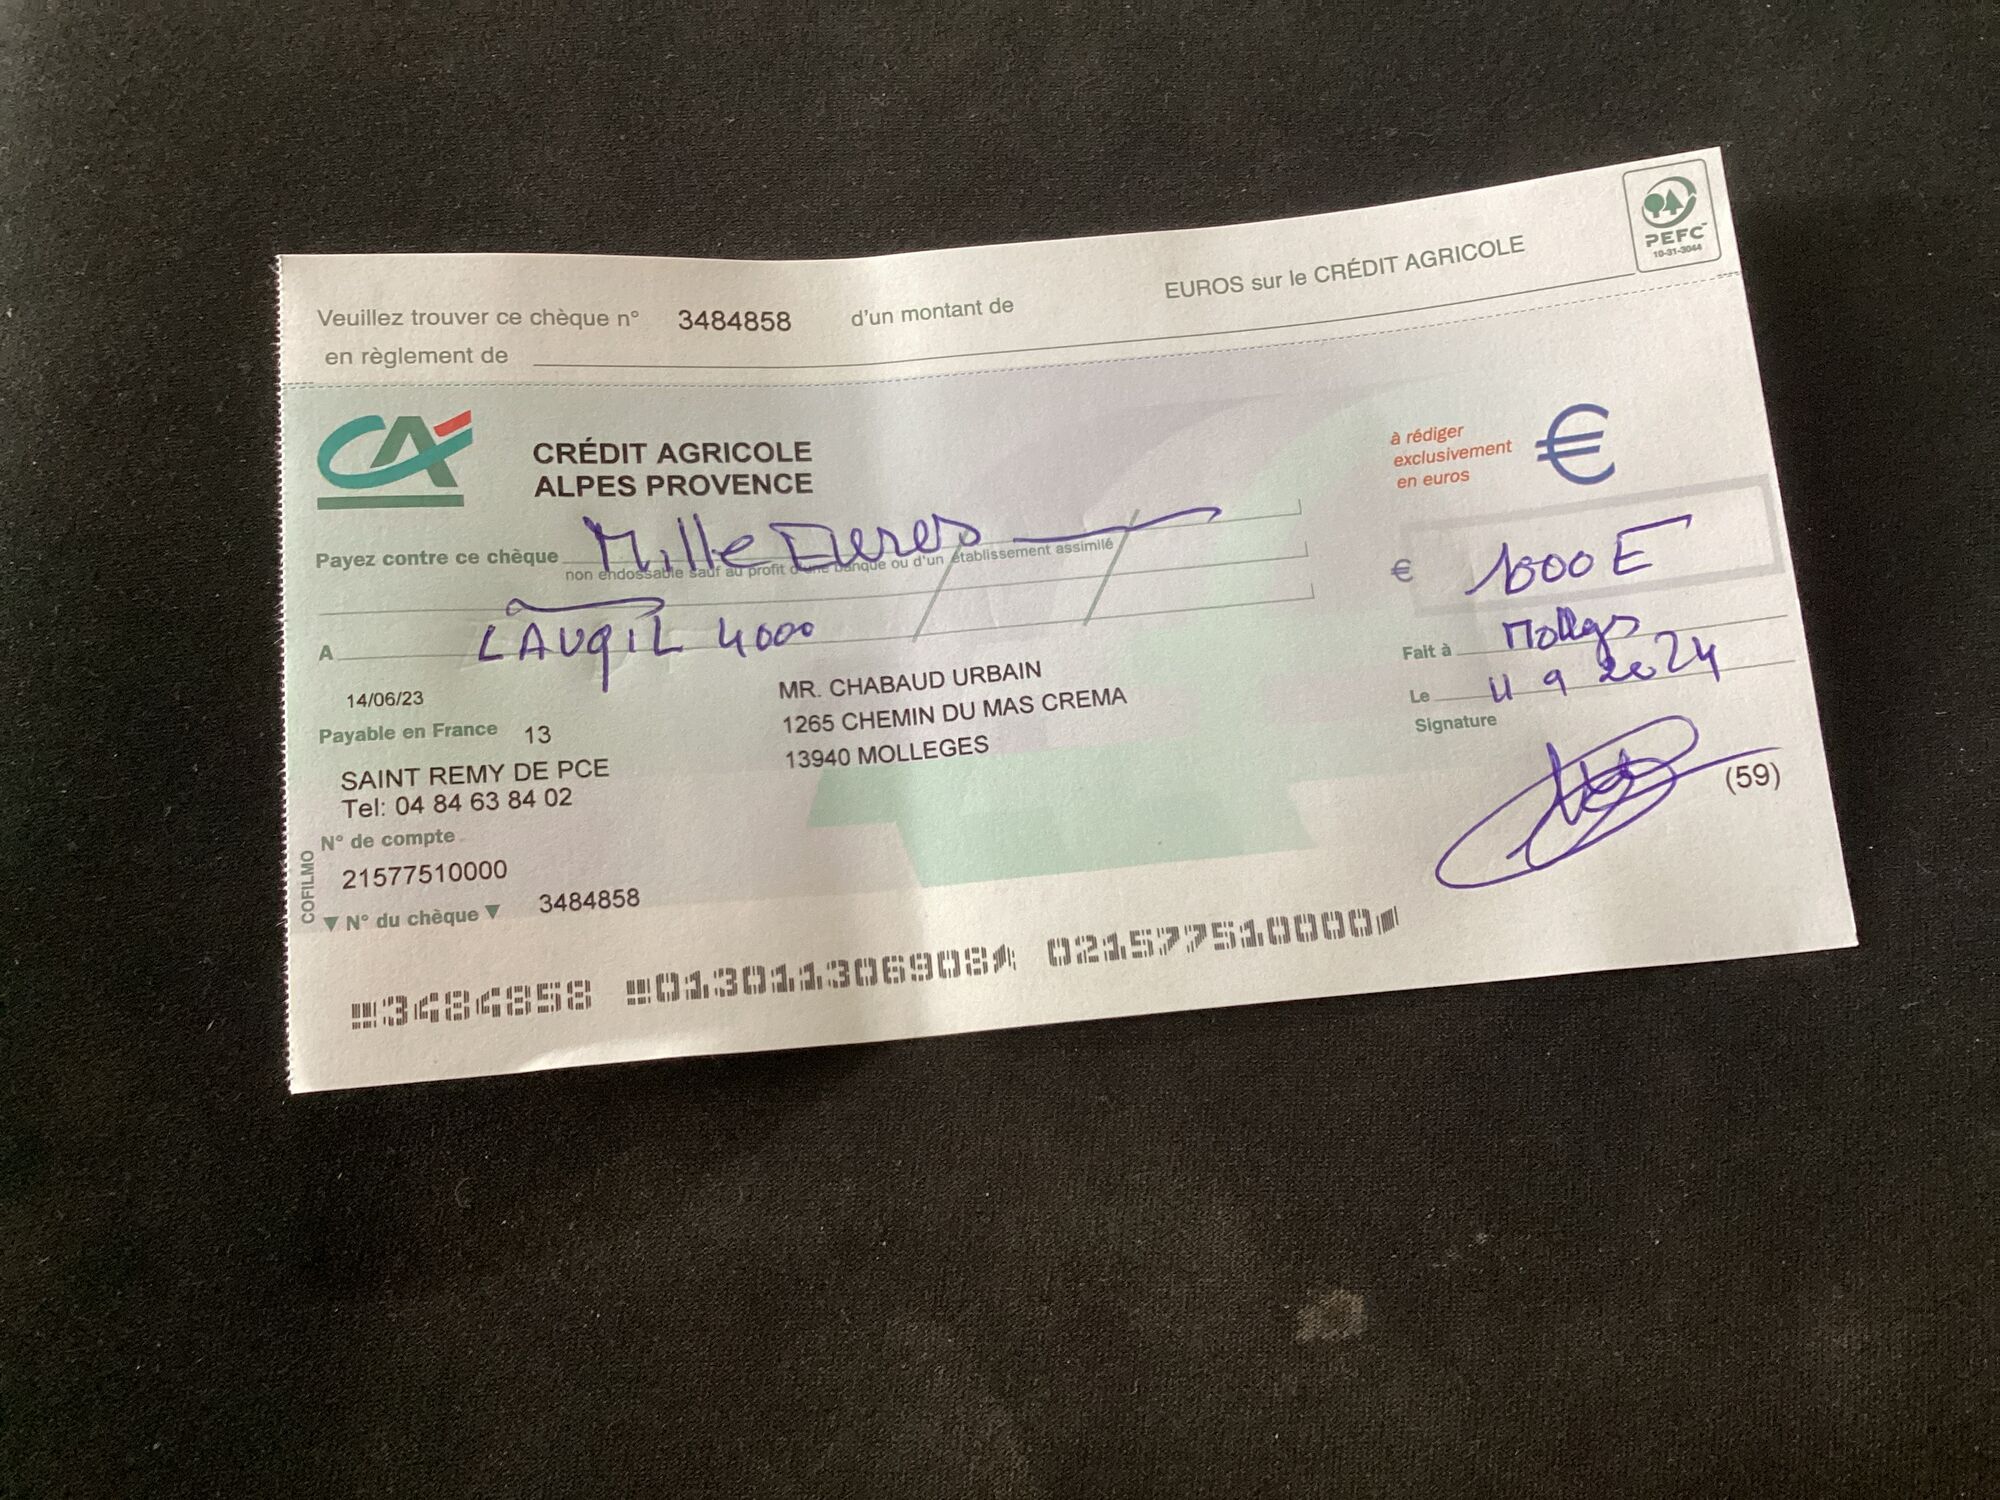 PEFC™
10-31-3044
Veuillez trouver ce chèque n° 3484858 d'un montant de EUROS sur le CRÉDIT AGRICOLE
en règlement de
CA
CRÉDIT AGRICOLE
ALPES PROVENCE
à rédiger
exclusivement
en euros
€
Payez contre ce chèque Mille Euros
non endossable sauf au profit d'une banque ou d'un établissement assimilé
€ 1000 E
A LAUGIL 4000
Fait à
Le 11 9 2024
Signature
14/06/23
Payable en France 13
SAINT REMY DE PCE
Tel: 04 84 63 84 02
MR. CHABAUD URBAIN
1265 CHEMIN DU MAS CREMA
13940 MOLLEGES
(59)
N° de compte
21577510000
COFILMO
▼ N° du chèque ▼ 3484858
3484858 013011306908 021577510000